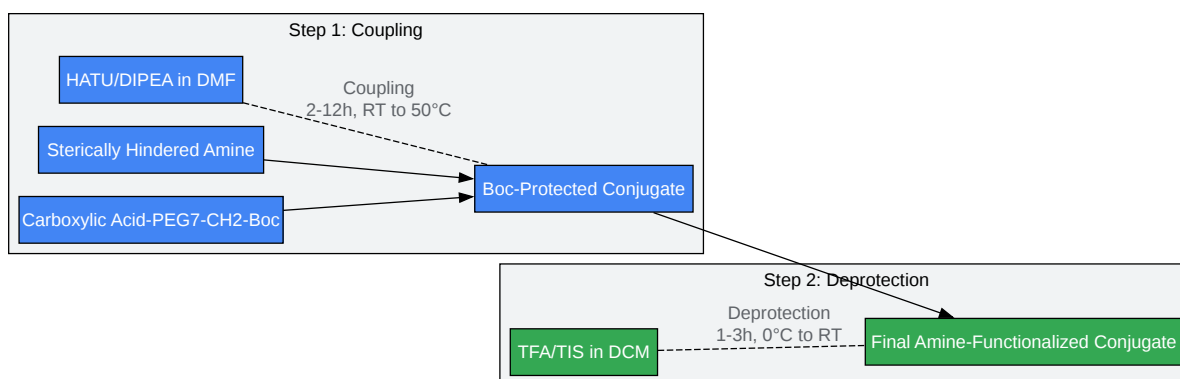 Step 1: Coupling
HATU/DIPEA in DMF
Coupling
2-12h, RT to 50°C
Sterically Hindered Amine
Boc-Protected Conjugate
Carboxylic Acid-PEG7-CH2-Boc
Step 2: Deprotection
Deprotection
1-3h, 0°C to RT
TFA/TIS in DCM
Final Amine-Functionalized Conjugate